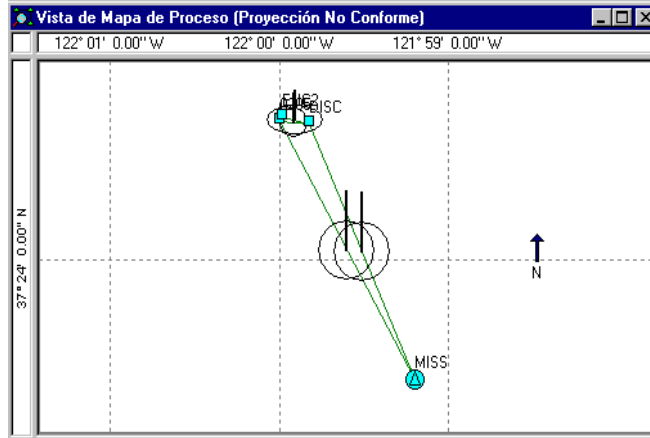 Vista de Mapa de Proceso (Proyección No Conforme)
122° 01' 0.00" W 122° 00' 0.00" W 121° 59' 0.00" W
DISC
37° 24' 0.00" N
N
MISS